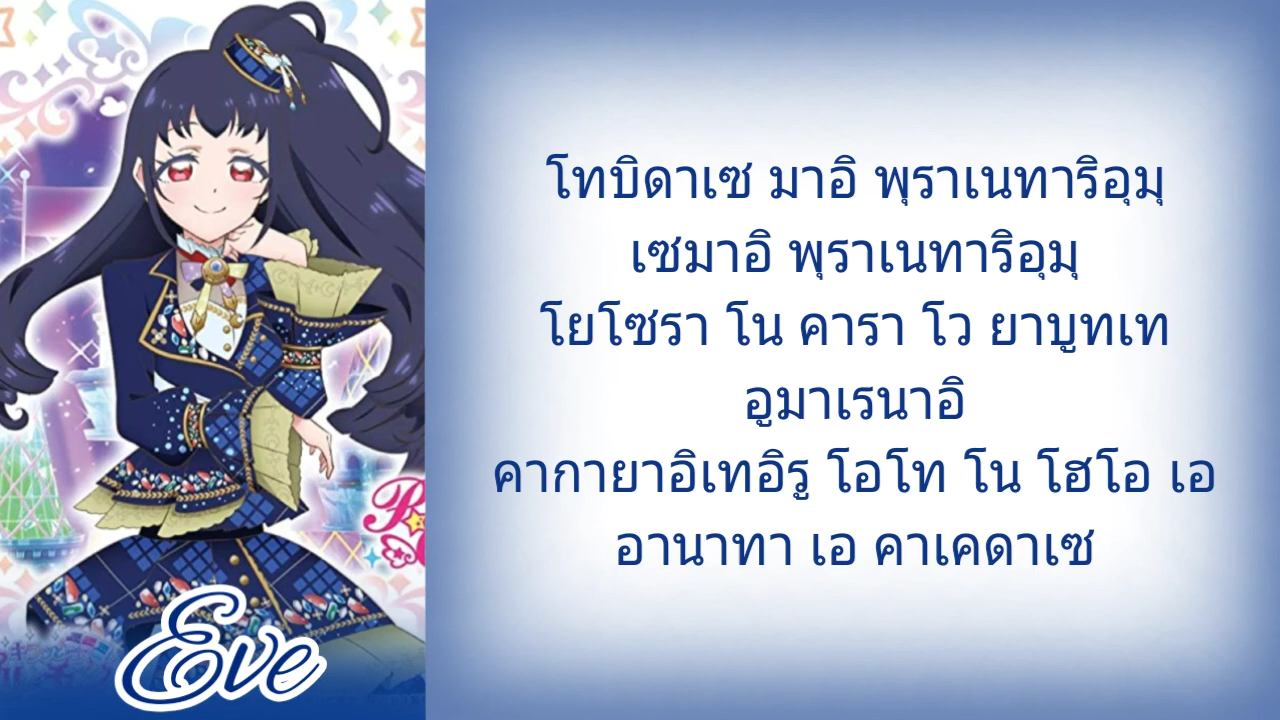 โทบิดาเซ มาอิ พุราเนทาริอุมุ
เซมาอิ พุราเนทาริอุมุ
โยโซรา โน คารา โว ยาบูทเท
อูมาเรนาอิ
คากายาอิเทอิรู โอโท โน โฮโอ เอ
อานาทา เอ คาเคดาเซ
Eve